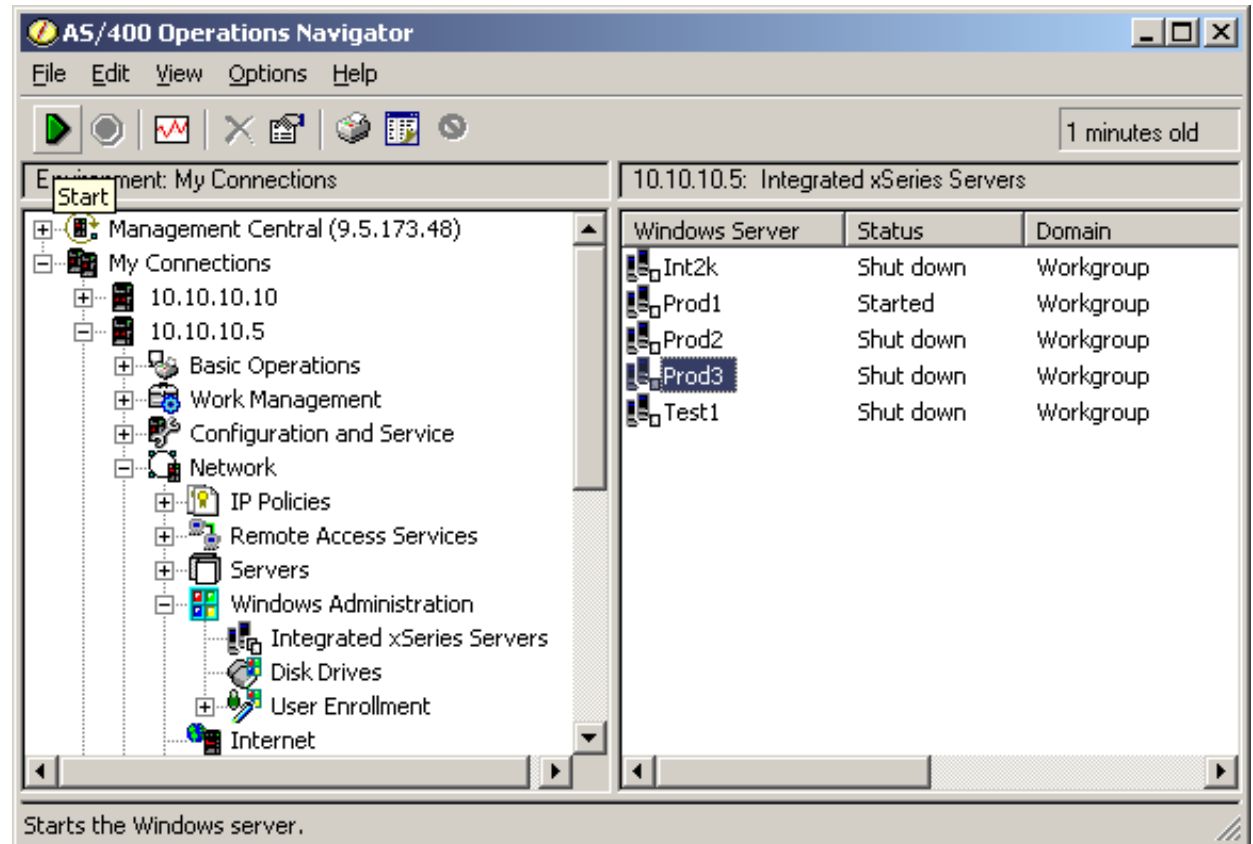 AS/400 Operations Navigator
File Edit View Options Help
1 minutes old
Environment: My Connections
10.10.10.5: Integrated xSeries Servers
Start
Management Central (9.5.173.48)
My Connections
10.10.10.10
10.10.10.5
Basic Operations
Work Management
Configuration and Service
Network
IP Policies
Remote Access Services
Servers
Windows Administration
Integrated xSeries Servers
Disk Drives
User Enrollment
Internet
Windows Server Status Domain
Int2k Shut down Workgroup
Prod1 Started Workgroup
Prod2 Shut down Workgroup
Prod3 Shut down Workgroup
Test1 Shut down Workgroup
Starts the Windows server.